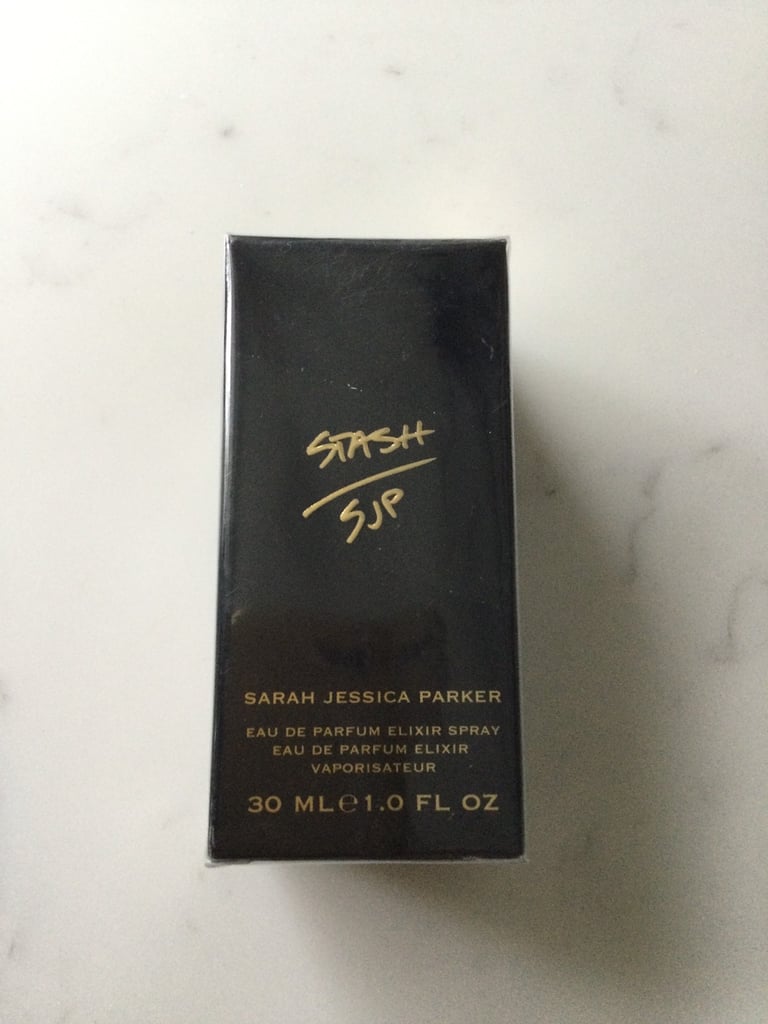 STASH
SJP
SARAH JESSICA PARKER
EAU DE PARFUM ELIXIR SPRAY
EAU DE PARFUM ELIXIR
VAPORISATEUR
30 ML ℮ 1.0 FL OZ